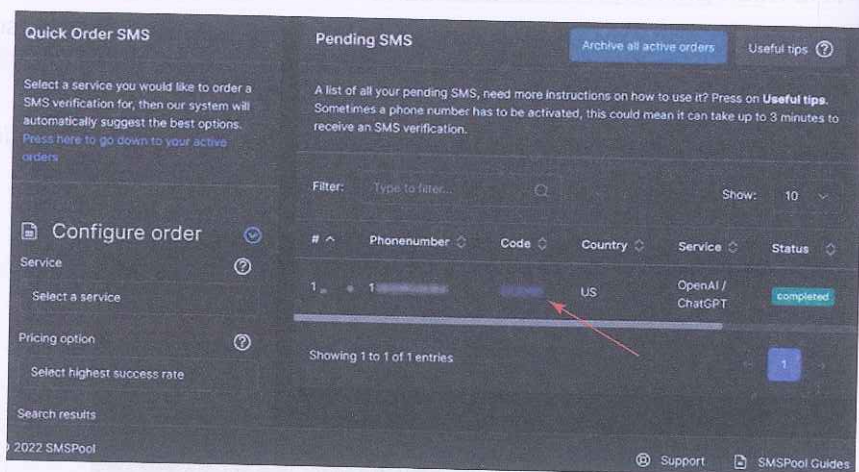 Quick Order SMS
Select a service you would like to order a
SMS verification for, then our system will
automatically suggest the best options.
Press here to go down to your active
orders
Configure order
Service
Select a service
Pricing option
Select highest success rate
Search results
© 2022 SMSPool
Pending SMS
Archive all active orders
Useful tips
A list of all your pending SMS, need more instructions on how to use it? Press on Useful tips.
Sometimes a phone number has to be activated, this could mean it can take up to 3 minutes to
receive an SMS verification.
Filter: Type to filter...
Show: 10
# Phonenumber Code Country Service Status
1 1 US OpenAI / ChatGPT completed
Showing 1 to 1 of 1 entries
1
Support
SMSPool Guides